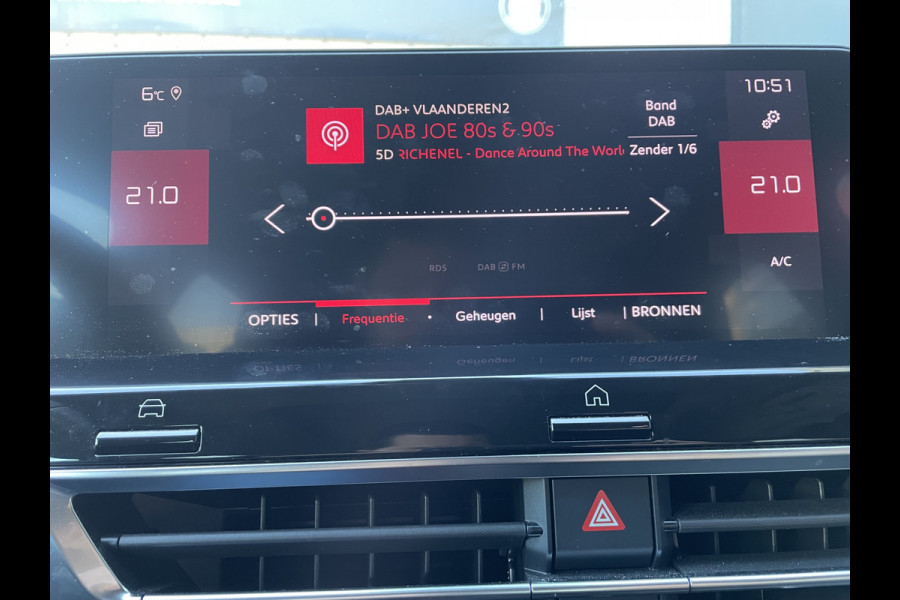 6°C
10:51
DAB+ VLAANDEREN2
DAB JOE 80s & 90s
5D RICHENEL - Dance Around The World
Band
DAB
Zender 1/6
21.0
21.0
RDS
DAB FM
A/C
OPTIES | Frequentie • Geheugen | Lijst | BRONNEN